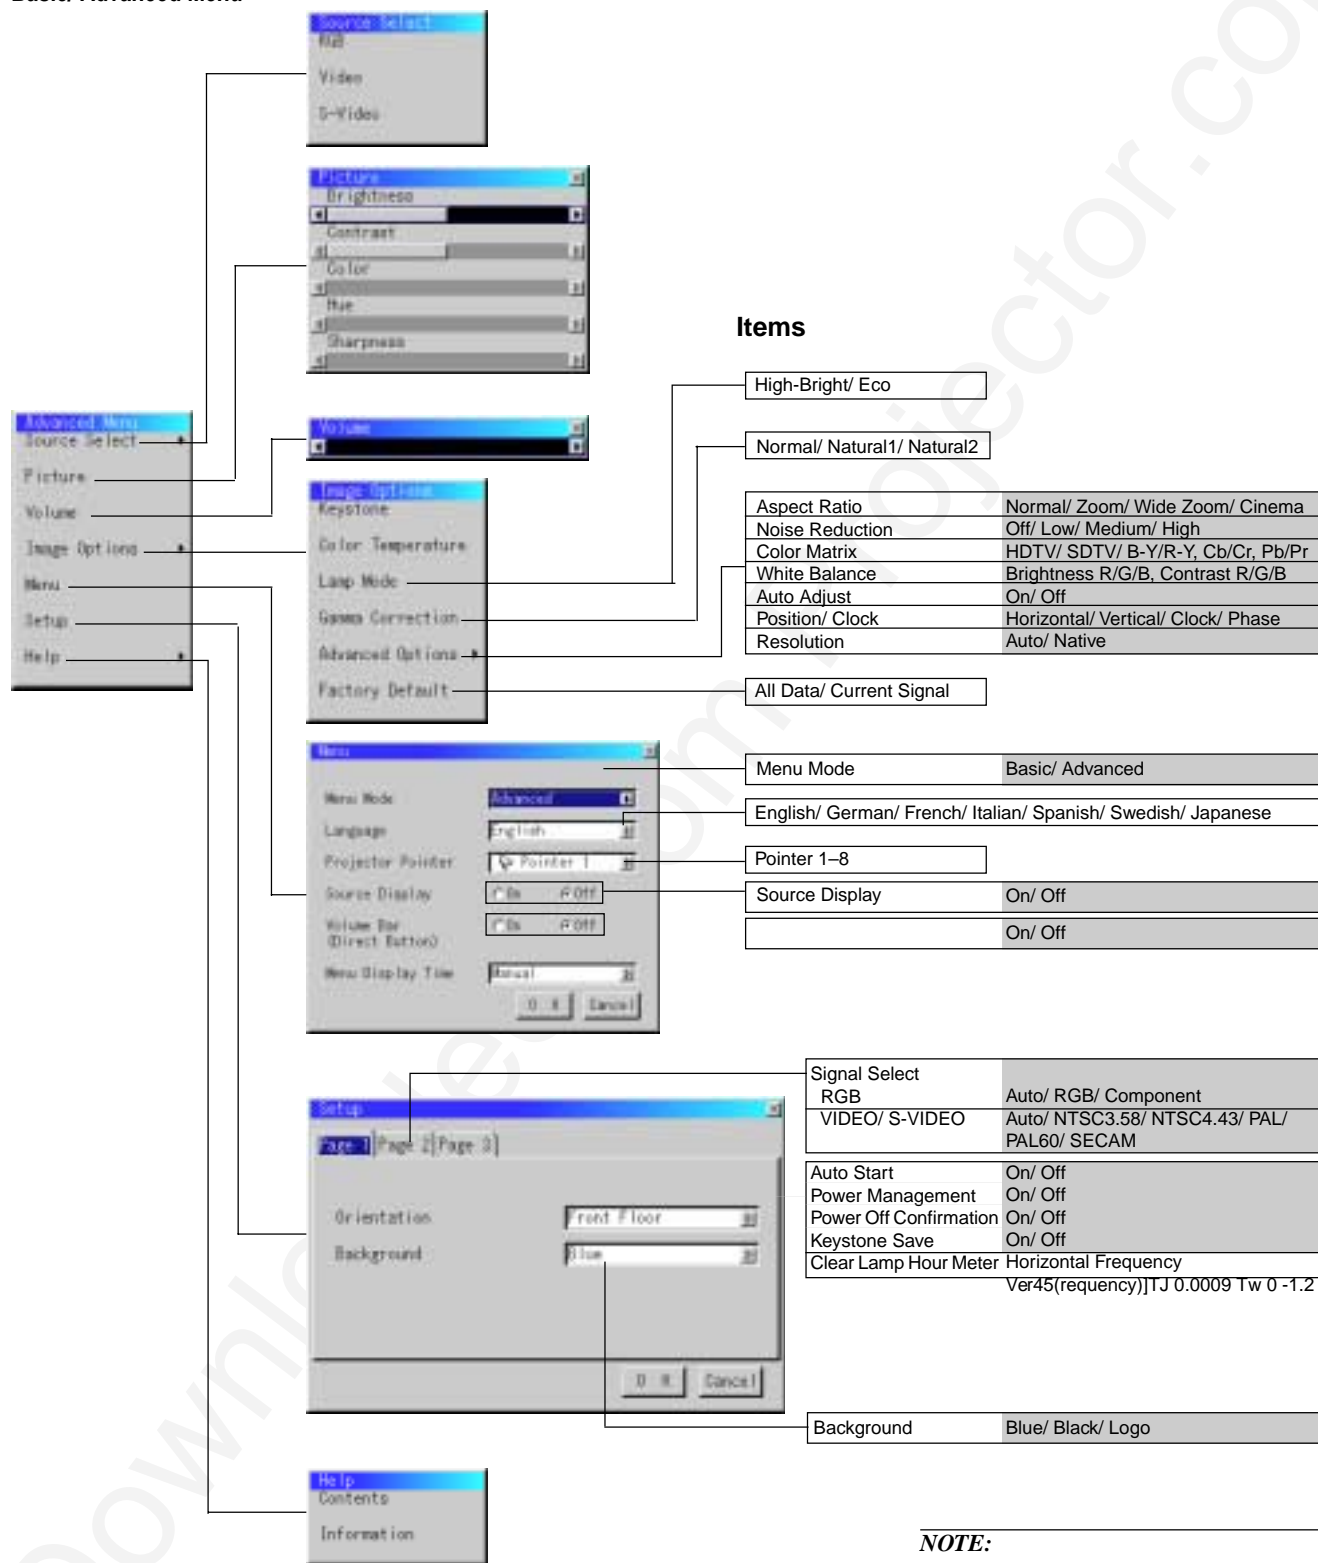 Basic/ Advanced Menu
Source Select
RGB
Video
S-Video
Picture
Brightness
Contrast
Color
Hue
Sharpness
Items
High-Bright/ Eco
Advanced Menu
Source Select
Picture
Volume
Image Options
Menu
Setup
Help
Volume
Normal/ Natural1/ Natural2
Image Options
Keystone
Color Temperature
Lamp Mode
Gamma Correction
Advanced Options
Factory Default
Aspect Ratio Normal/ Zoom/ Wide Zoom/ Cinema
Noise Reduction Off/ Low/ Medium/ High
Color Matrix HDTV/ SDTV/ B-Y/R-Y, Cb/Cr, Pb/Pr
White Balance Brightness R/G/B, Contrast R/G/B
Auto Adjust On/ Off
Position/ Clock Horizontal/ Vertical/ Clock/ Phase
Resolution Auto/ Native
All Data/ Current Signal
Menu
Menu Mode Advanced
Language English
Projector Pointer Pointer 1
Source Display On Off
Volume Bar On Off
(Direct Button)
Menu Display Time Manual
O K Cancel
Menu Mode Basic/ Advanced
English/ German/ French/ Italian/ Spanish/ Swedish/ Japanese
Pointer 1–8
Source Display On/ Off
On/ Off
Signal Select
RGB Auto/ RGB/ Component
VIDEO/ S-VIDEO Auto/ NTSC3.58/ NTSC4.43/ PAL/
PAL60/ SECAM
Setup
Page 1 Page 2 Page 3
Orientation Front Floor
Background Blue
O K Cancel
Auto Start On/ Off
Power Management On/ Off
Power Off Confirmation On/ Off
Keystone Save On/ Off
Clear Lamp Hour Meter Horizontal Frequency
Ver45(requency)]TJ 0.0009 Tw 0 -1.2
Background Blue/ Black/ Logo
Help
Contents
Information
NOTE: